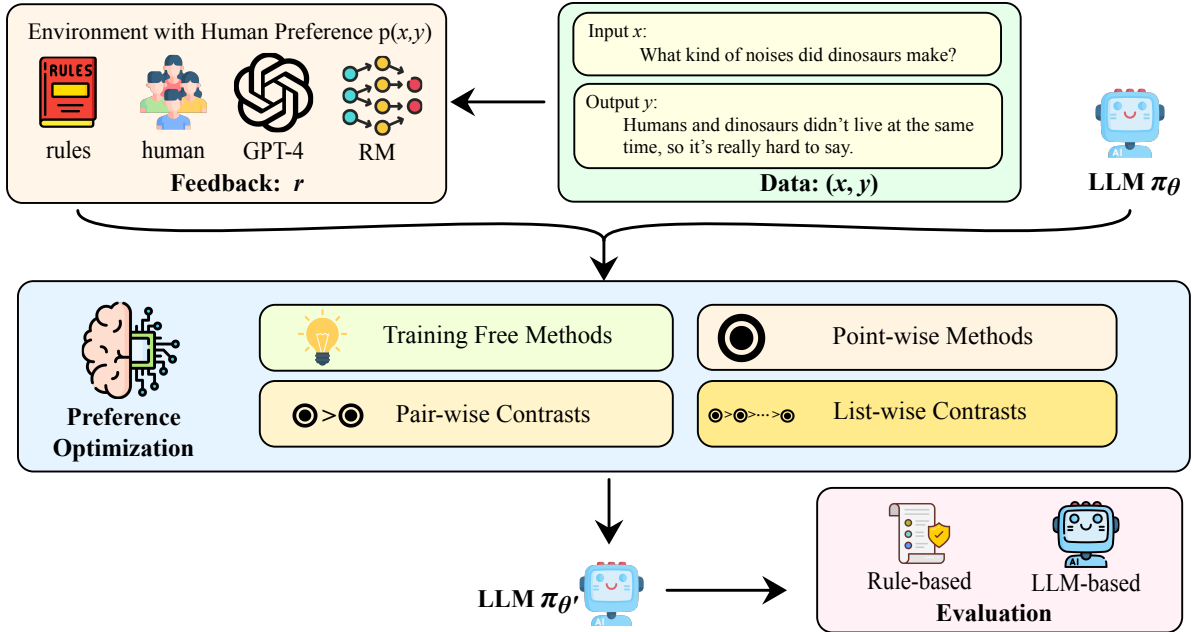 Environment with Human Preference p(x,y)
RULES
rules
human
GPT-4
RM
Feedback: r
Input x:
What kind of noises did dinosaurs make?
Output y:
Humans and dinosaurs didn’t live at the same
time, so it’s really hard to say.
Data: (x, y)
AI
LLM πθ
Preference
Optimization
Training Free Methods
Point-wise Methods
>
Pair-wise Contrasts
>>···>
List-wise Contrasts
LLM πθ′
AI
Rule-based
AI
LLM-based
Evaluation